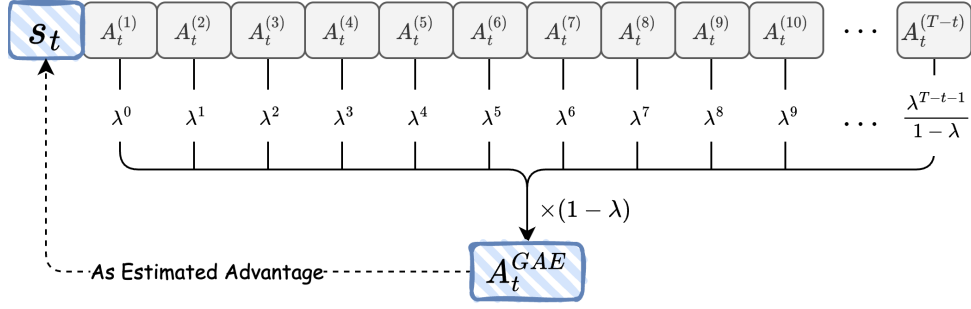 s_t A_t^{(1)} A_t^{(2)} A_t^{(3)} A_t^{(4)} A_t^{(5)} A_t^{(6)} A_t^{(7)} A_t^{(8)} A_t^{(9)} A_t^{(10)} ··· A_t^{(T-t)}
λ^0 λ^1 λ^2 λ^3 λ^4 λ^5 λ^6 λ^7 λ^8 λ^9 ··· \frac{λ^{T-t-1}}{1-λ}
×(1-λ)
As Estimated Advantage A_t^{GAE}